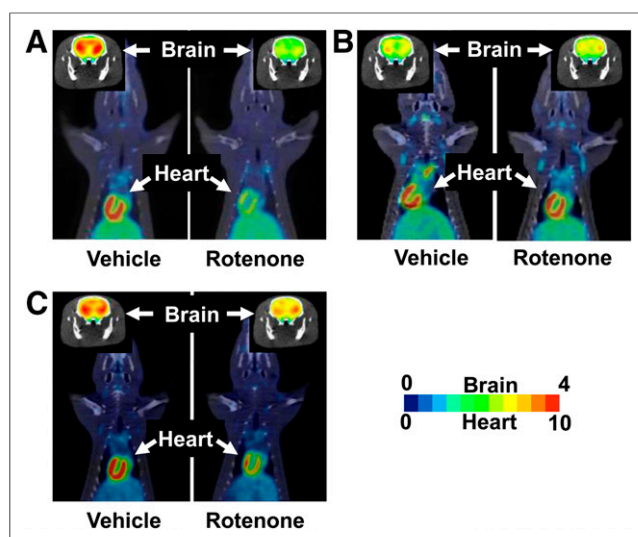 A
Brain
Heart
Vehicle Rotenone
B
Brain
Heart
Vehicle Rotenone
C
Brain
Heart
Vehicle Rotenone
0 Brain 4
0 Heart 10